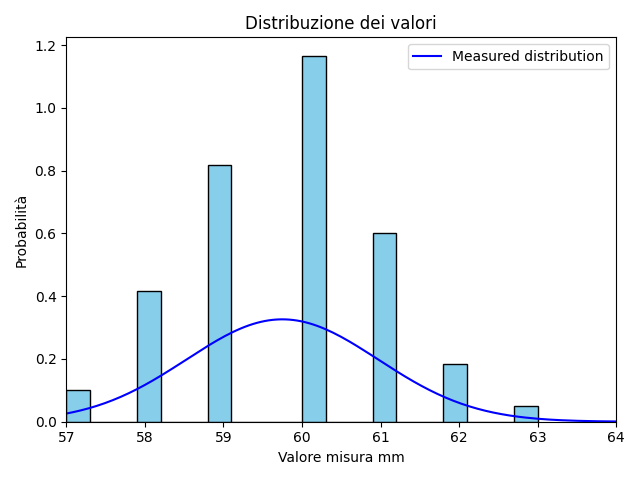 Distribuzione dei valori
Measured distribution
Probabilità
1.2
1.0
0.8
0.6
0.4
0.2
0.0
57 58 59 60 61 62 63 64
Valore misura mm